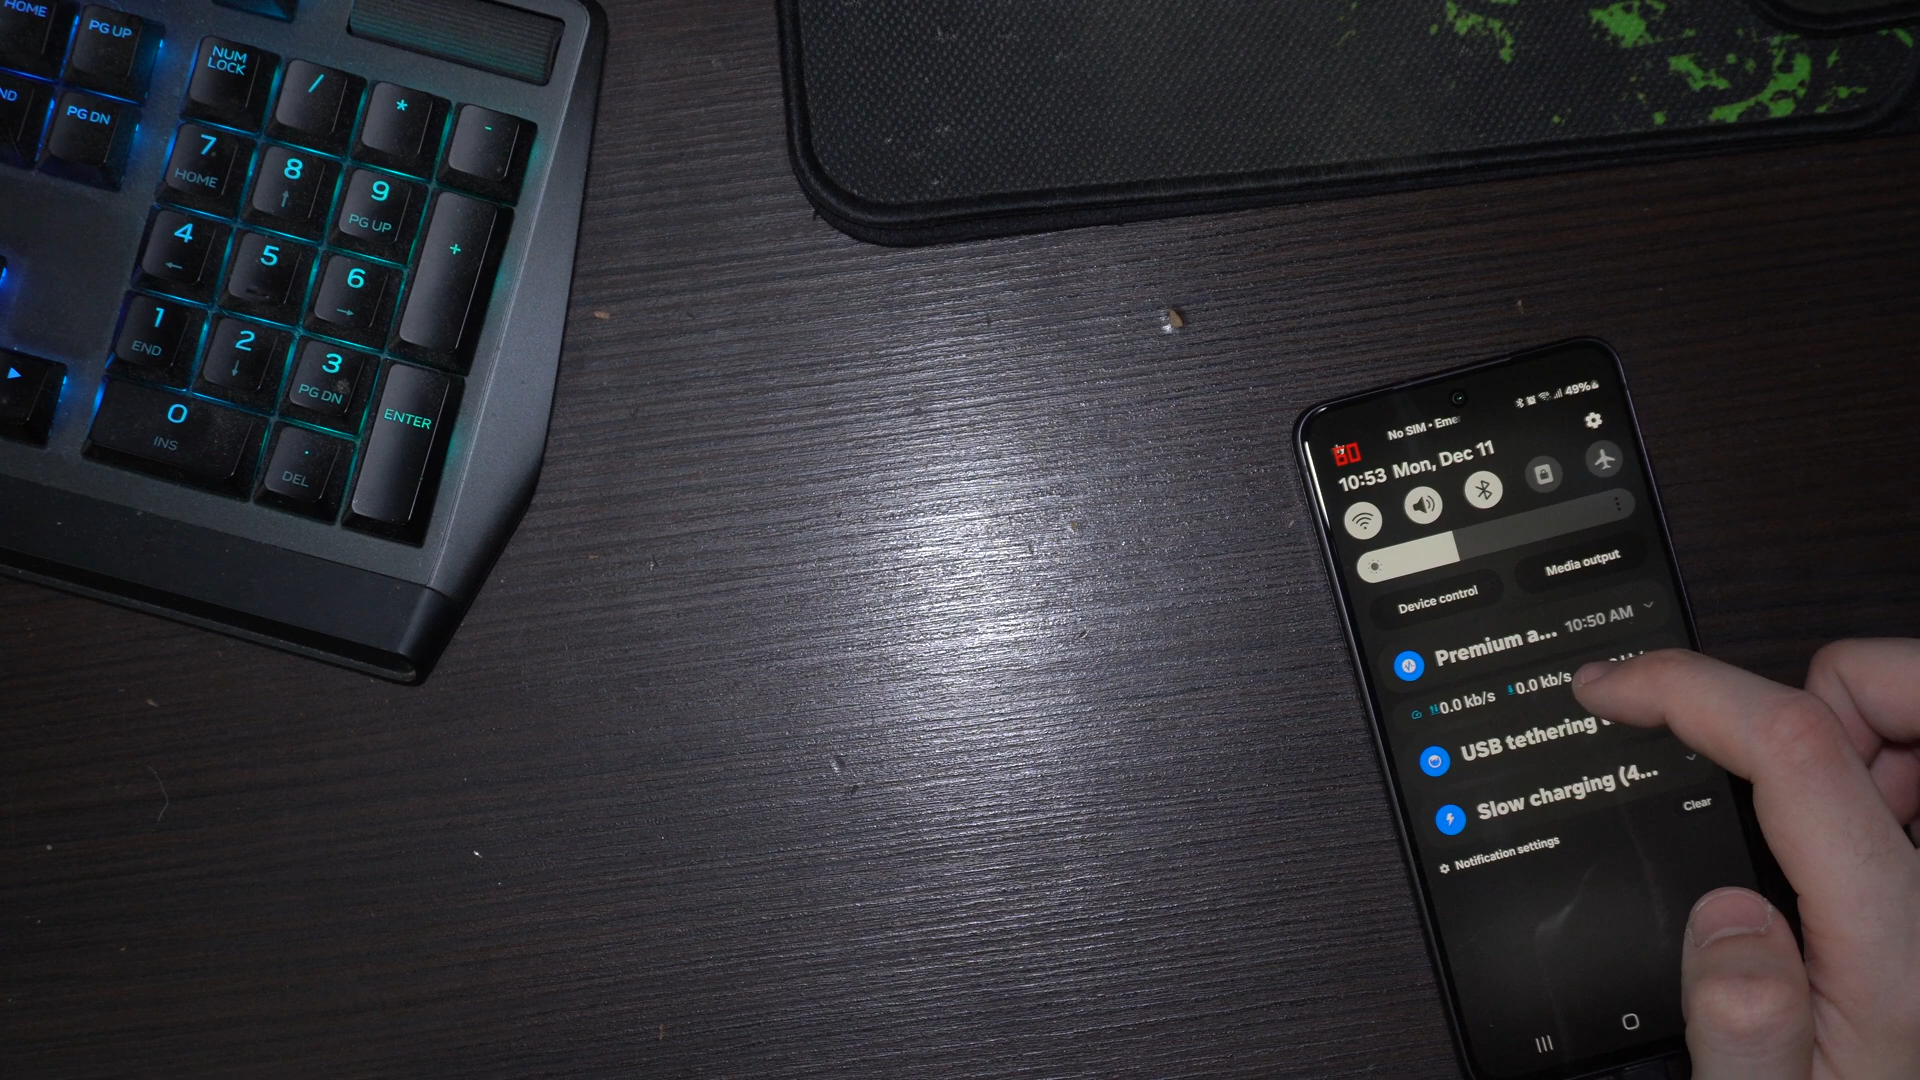 HOME
PG UP
ND
PG DN
NUM
LOCK
/
*
-
7
HOME
8
↑
9
PG UP
+
4
←
5
6
→
1
END
2
↓
3
PG DN
ENTER
0
INS
.
DEL
No SIM • Eme
49%
80
10:53 Mon, Dec 11
Device control
Media output
Premium a... 10:50 AM
0.0 kb/s 0.0 kb/s
USB tethering
Slow charging (4...
Clear
Notification settings